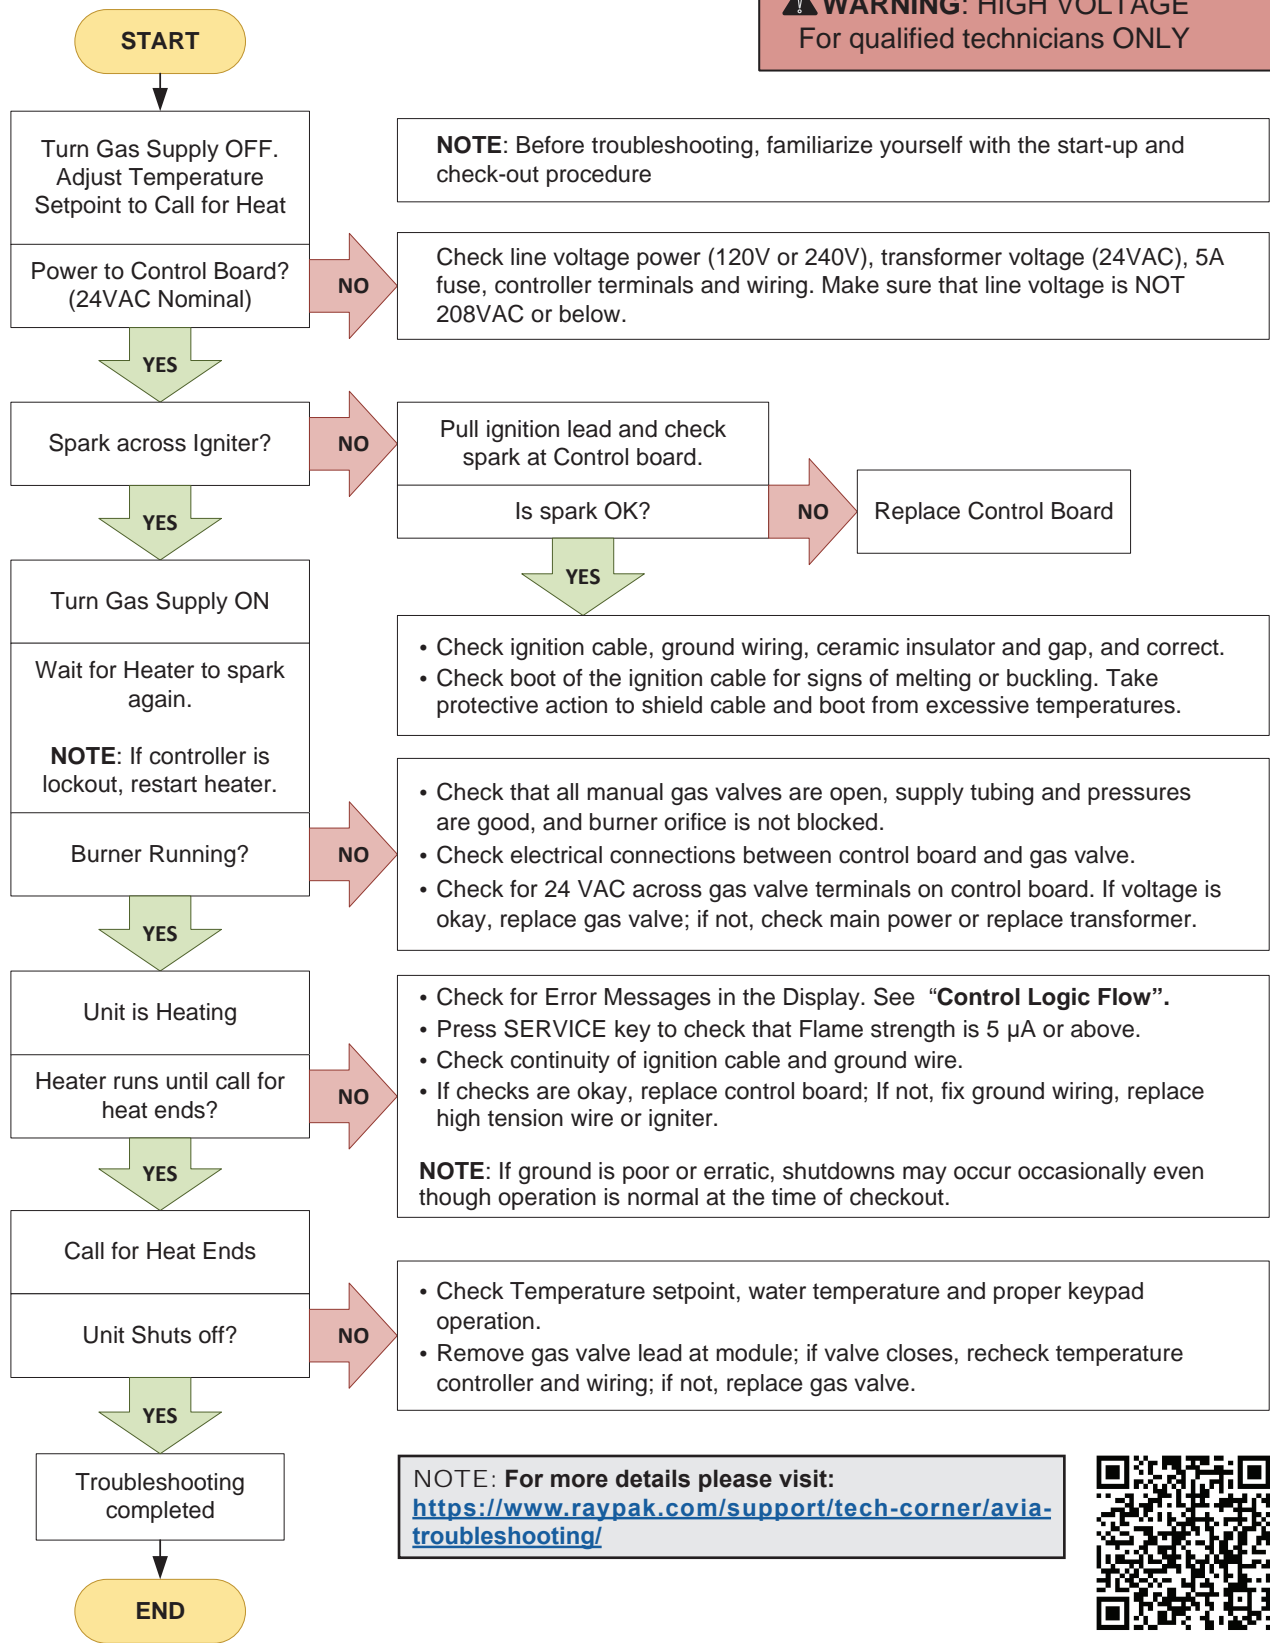 START
WARNING: HIGH VOLTAGE
For qualified technicians ONLY
Turn Gas Supply OFF.
Adjust Temperature
Setpoint to Call for Heat
NOTE: Before troubleshooting, familiarize yourself with the start-up and
check-out procedure
Power to Control Board?
(24VAC Nominal)
NO
Check line voltage power (120V or 240V), transformer voltage (24VAC), 5A
fuse, controller terminals and wiring. Make sure that line voltage is NOT
208VAC or below.
YES
Spark across Igniter?
NO
Pull ignition lead and check
spark at Control board.
Is spark OK?
NO
Replace Control Board
YES
YES
Turn Gas Supply ON
Wait for Heater to spark
again.
NOTE: If controller is
lockout, restart heater.
• Check ignition cable, ground wiring, ceramic insulator and gap, and correct.
• Check boot of the ignition cable for signs of melting or buckling. Take
protective action to shield cable and boot from excessive temperatures.
Burner Running?
NO
• Check that all manual gas valves are open, supply tubing and pressures
are good, and burner orifice is not blocked.
• Check electrical connections between control board and gas valve.
• Check for 24 VAC across gas valve terminals on control board. If voltage is
okay, replace gas valve; if not, check main power or replace transformer.
YES
Unit is Heating
Heater runs until call for
heat ends?
NO
• Check for Error Messages in the Display. See “Control Logic Flow”.
• Press SERVICE key to check that Flame strength is 5 µA or above.
• Check continuity of ignition cable and ground wire.
• If checks are okay, replace control board; If not, fix ground wiring, replace
high tension wire or igniter.
NOTE: If ground is poor or erratic, shutdowns may occur occasionally even
though operation is normal at the time of checkout.
YES
Call for Heat Ends
Unit Shuts off?
NO
• Check Temperature setpoint, water temperature and proper keypad
operation.
• Remove gas valve lead at module; if valve closes, recheck temperature
controller and wiring; if not, replace gas valve.
YES
Troubleshooting
completed
NOTE: For more details please visit:
https://www.raypak.com/support/tech-corner/avia-
troubleshooting/
END